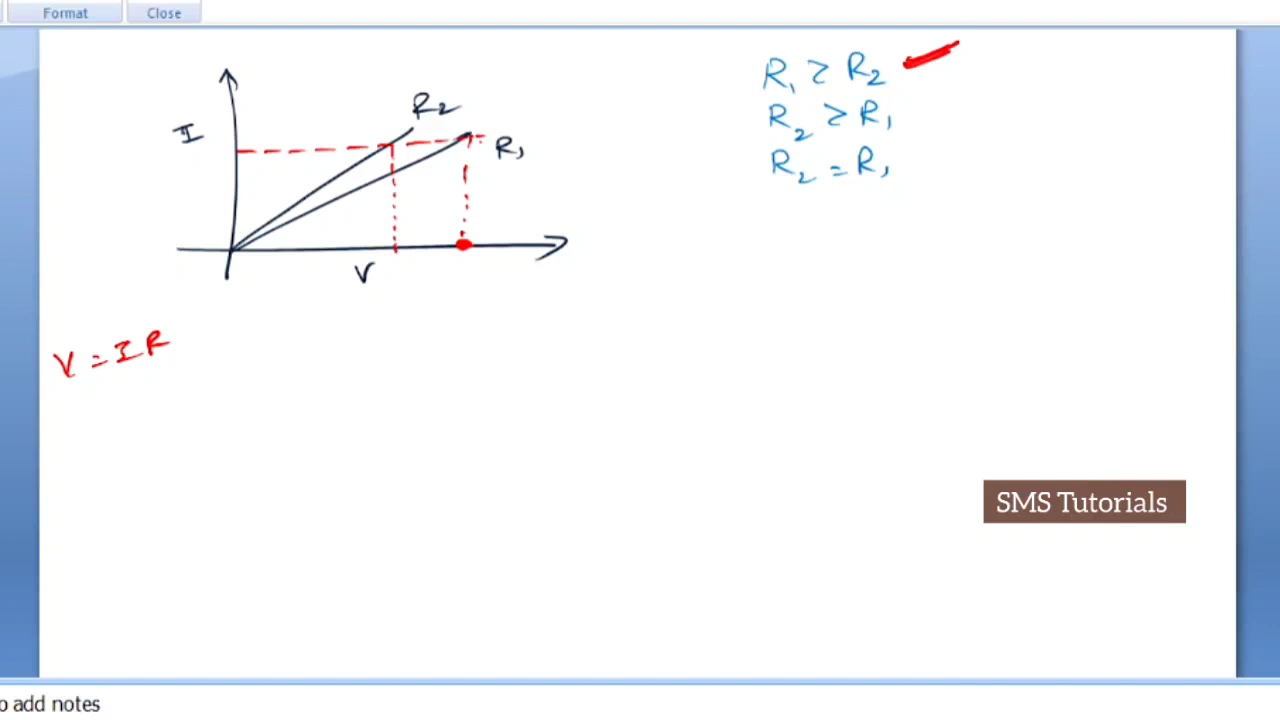 Format
Close
R₁ ≥ R₂
R₂ ≥ R₁
R₂ = R₁
R₂
I
R₁
V
V = IR
SMS Tutorials
o add notes